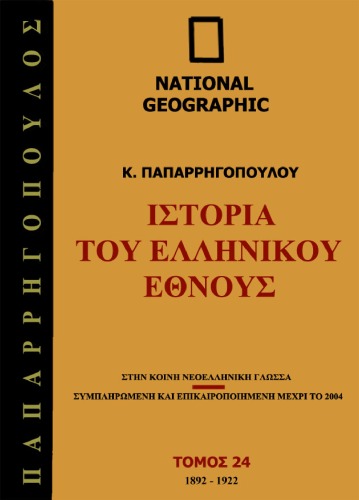 ΠΑΠΑΡΡΗΓΟΠΟΥΛΟΣ
NATIONAL
GEOGRAPHIC
Κ. ΠΑΠΑΡΡΗΓΟΠΟΥΛΟΥ
ΙΣΤΟΡΙΑ
ΤΟΥ ΕΛΛΗΝΙΚΟΥ
ΕΘΝΟΥΣ
ΣΤΗΝ ΚΟΙΝΗ ΝΕΟΕΛΛΗΝΙΚΗ ΓΛΩΣΣΑ
ΣΥΜΠΛΗΡΩΜΕΝΗ ΚΑΙ ΕΠΙΚΑΙΡΟΠΟΙΗΜΕΝΗ ΜΕΧΡΙ ΤΟ 2004
ΤΟΜΟΣ 24
1892 - 1922